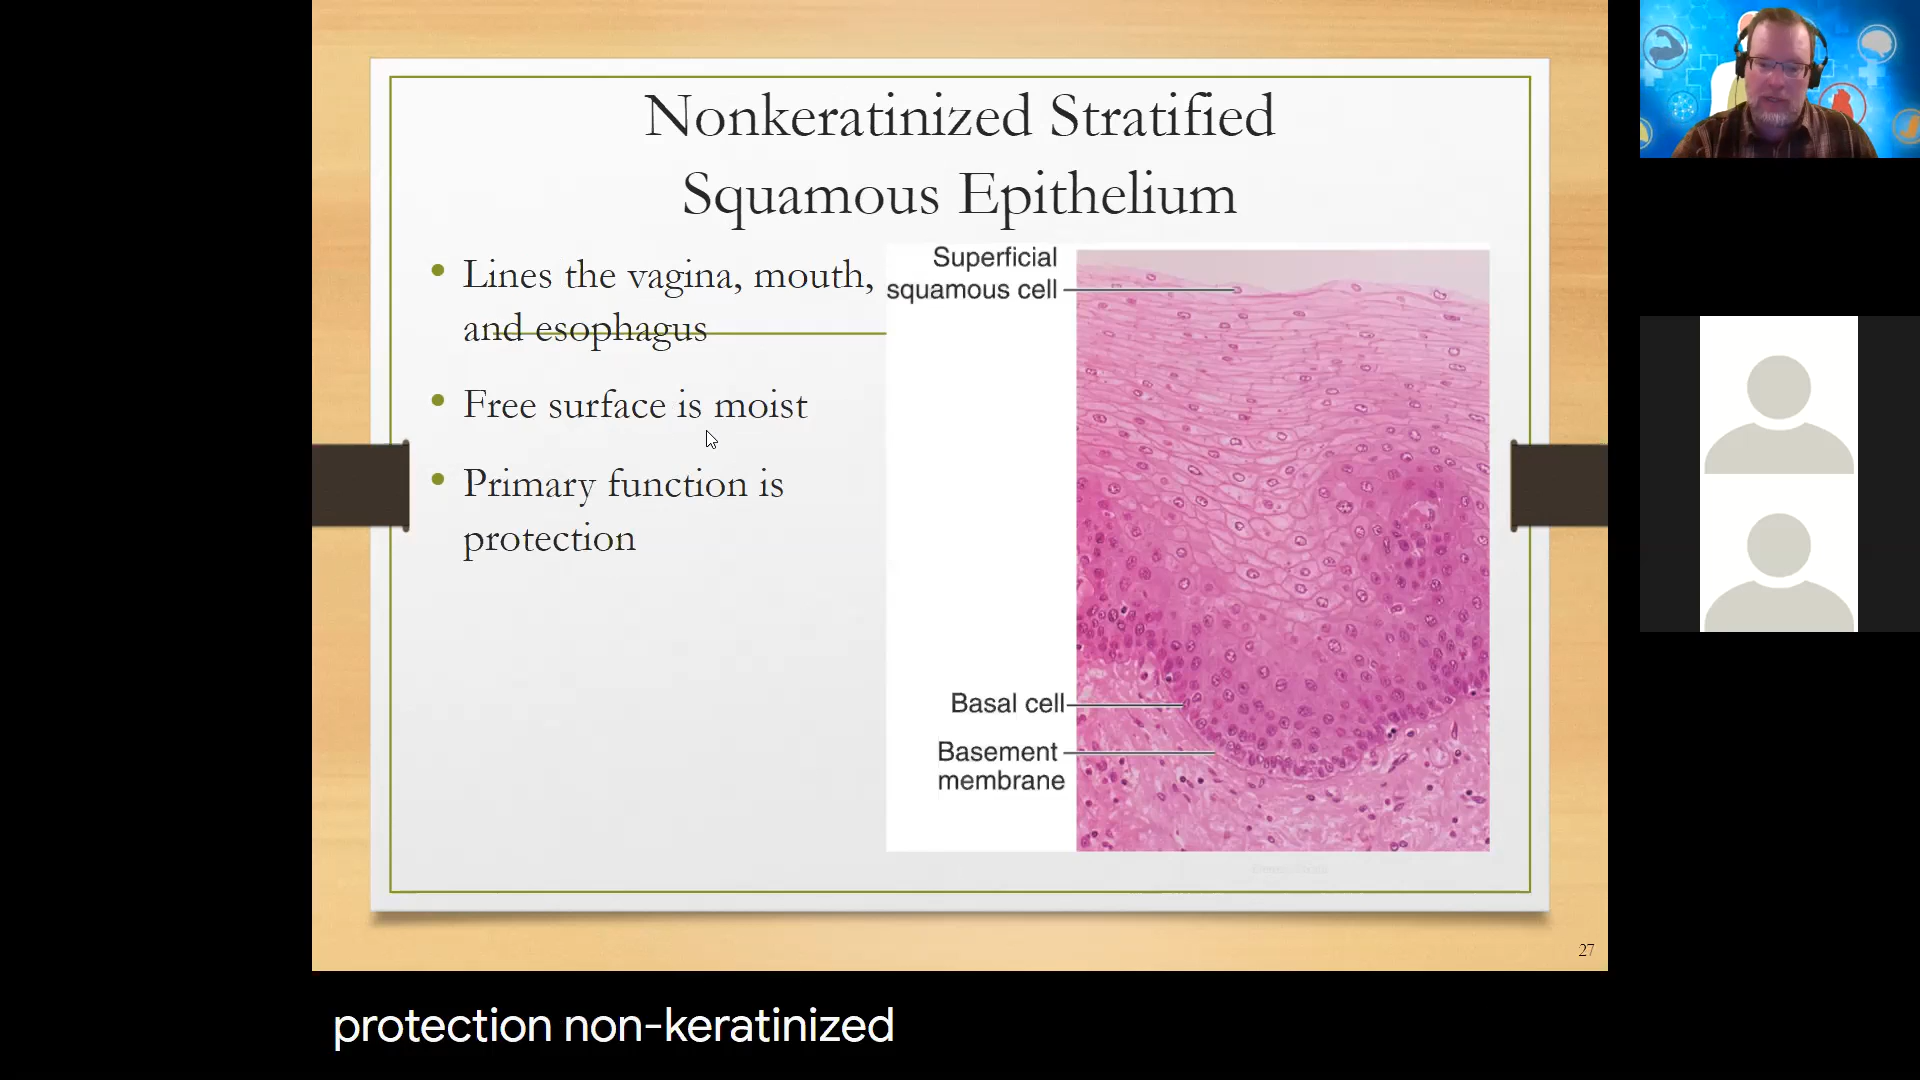 Nonkeratinized Stratified
Squamous Epithelium
• Lines the vagina, mouth,
and esophagus
• Free surface is moist
• Primary function is
protection
Superficial
squamous cell
Basal cell
Basement
membrane
27
protection non-keratinized